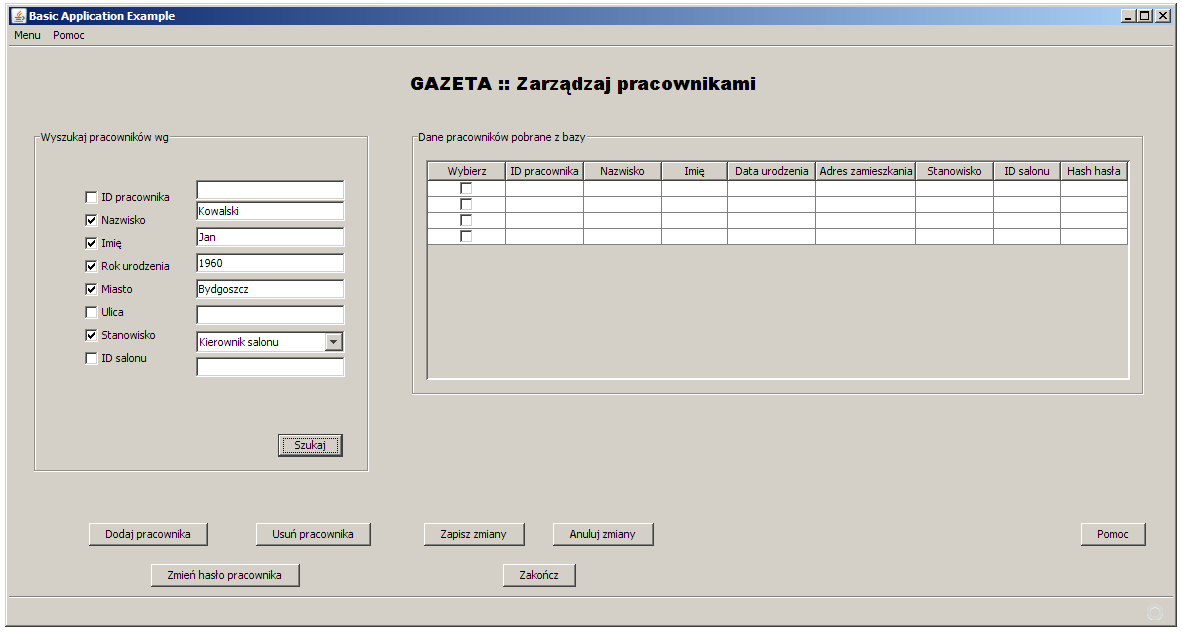 Basic Application Example
Menu Pomoc
GAZETA :: Zarządzaj pracownikami
Wyszukaj pracowników wg
ID pracownika
Nazwisko Kowalski
Imię Jan
Rok urodzenia 1960
Miasto Bydgoszcz
Ulica
Stanowisko Kierownik salonu
ID salonu
Szukaj
Dane pracowników pobrane z bazy
Wybierz ID pracownika Nazwisko Imię Data urodzenia Adres zamieszkania Stanowisko ID salonu Hash hasła
Dodaj pracownika Usuń pracownika Zapisz zmiany Anuluj zmiany Pomoc
Zmień hasło pracownika Zakończ